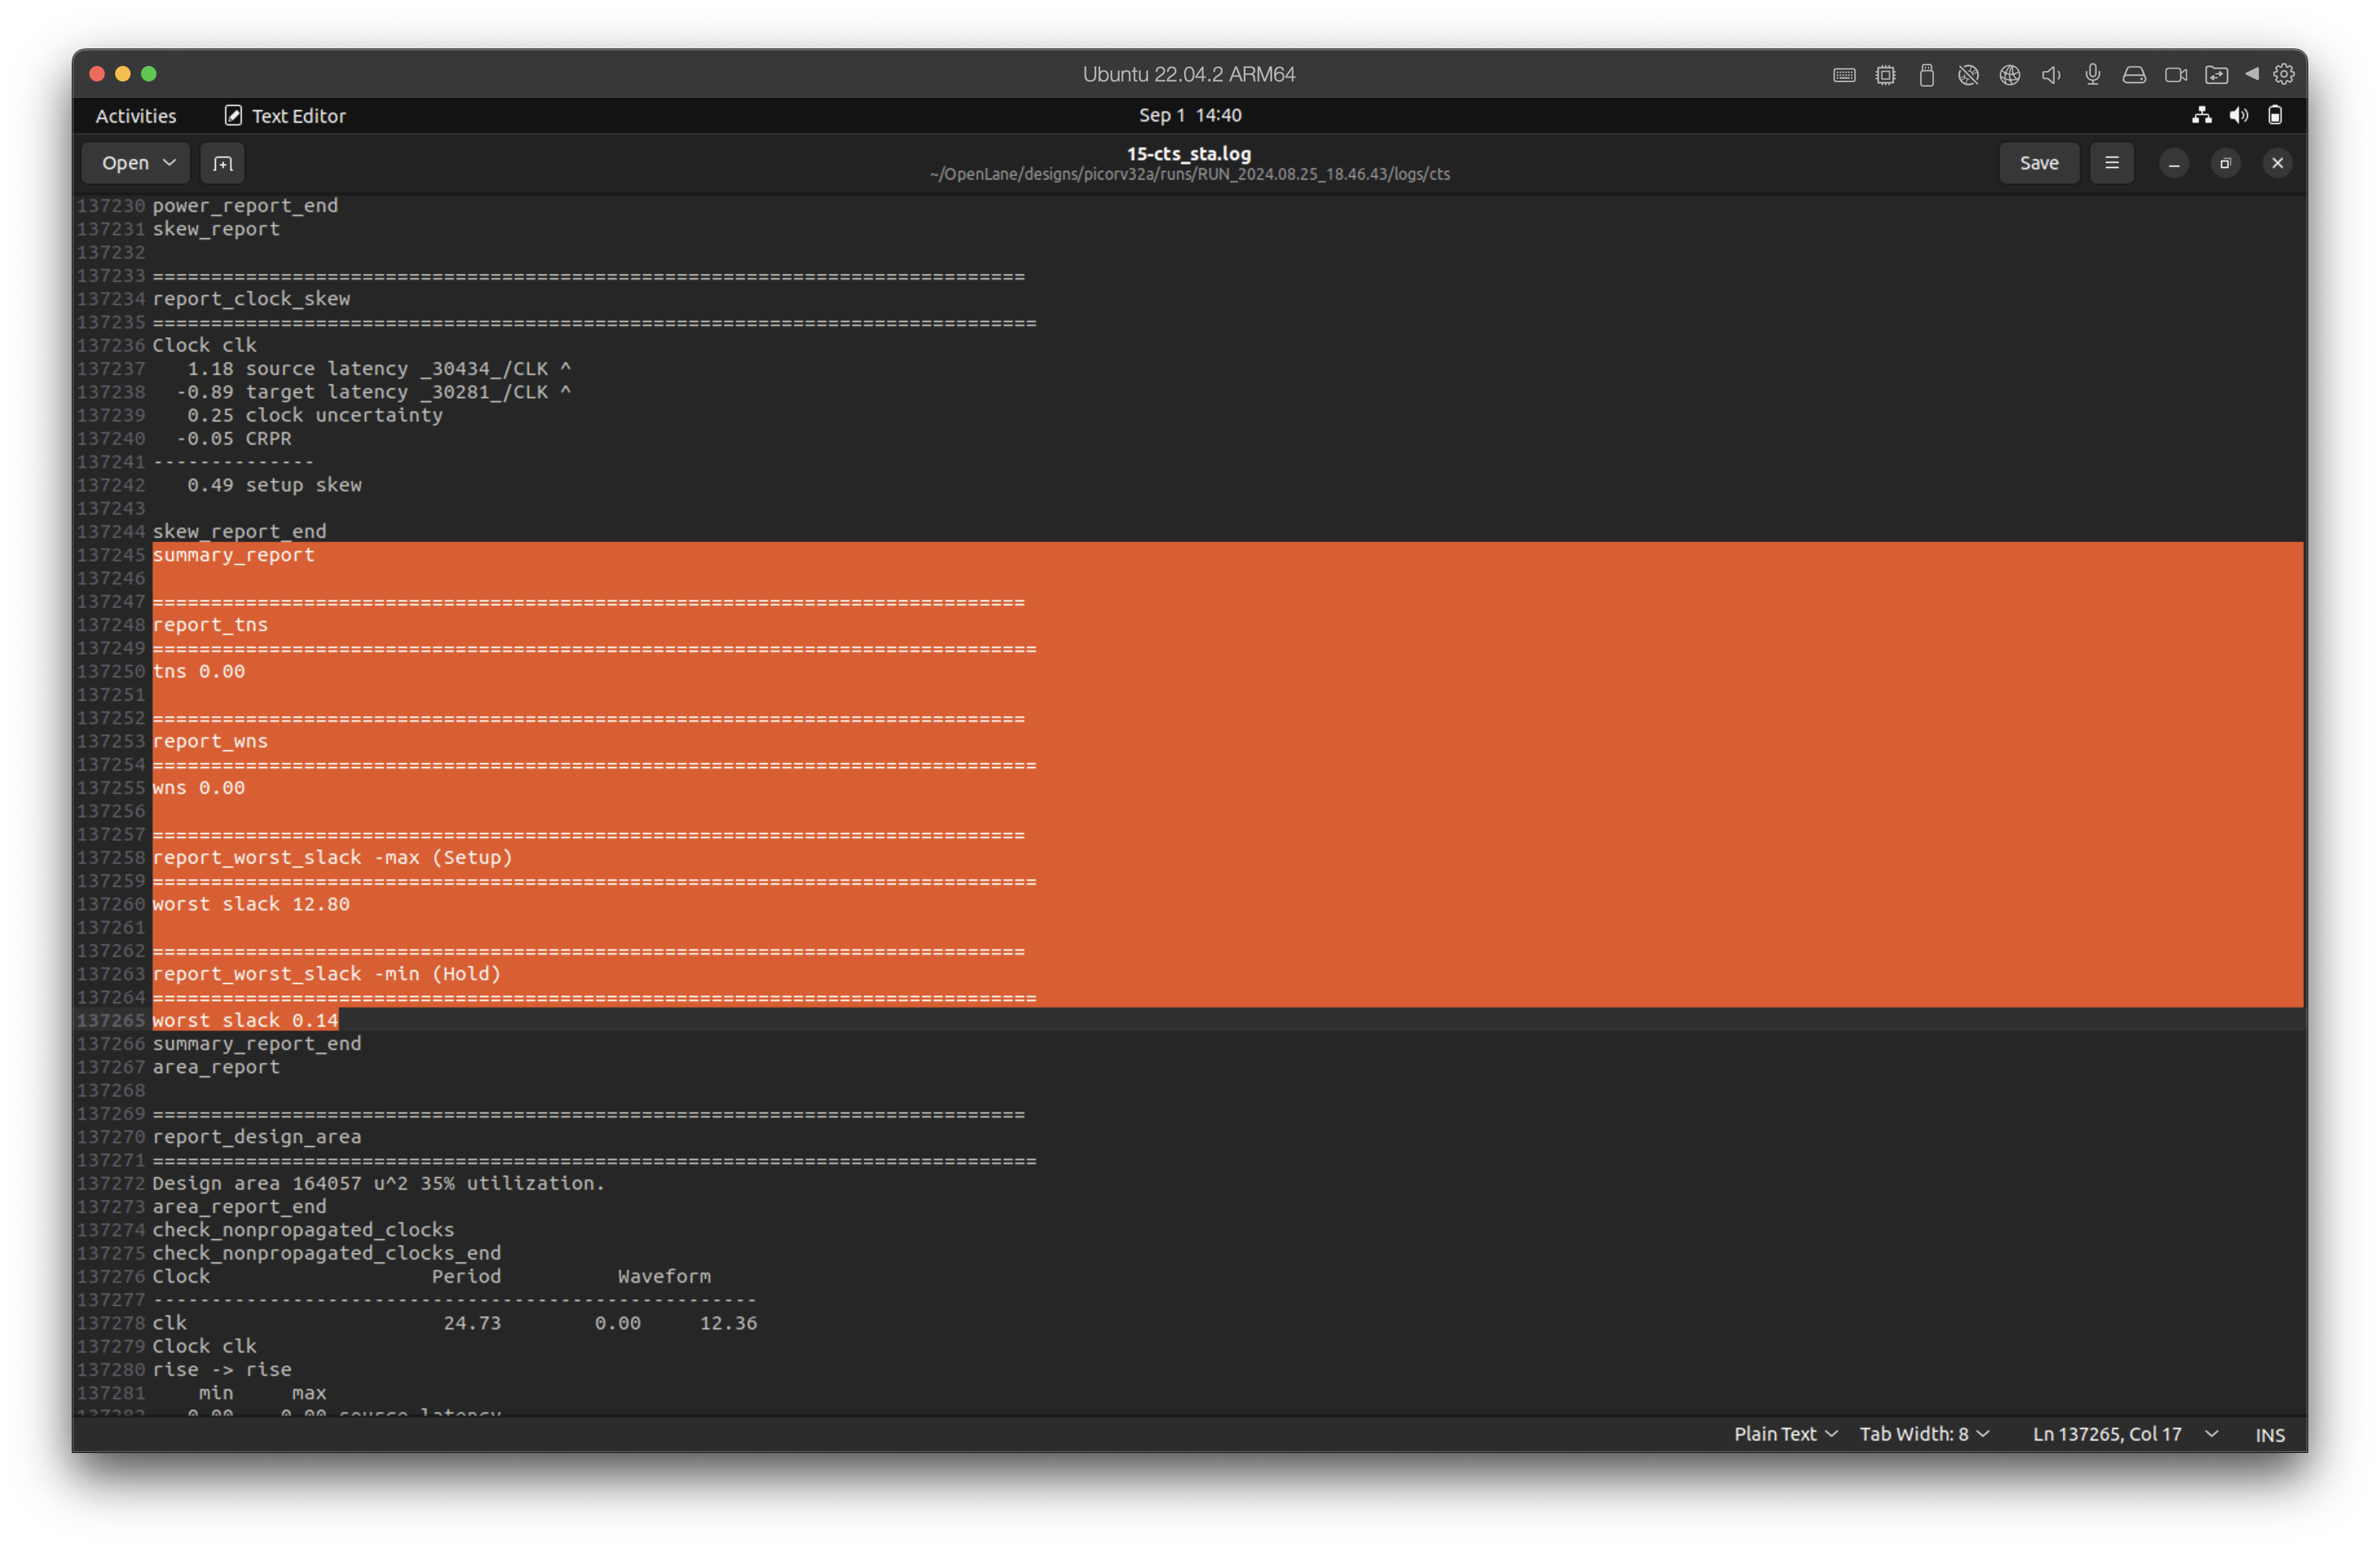 Ubuntu 22.04.2 ARM64
Activities Text Editor Sep 1 14:40
Open 15-cts_sta.log Save
~/OpenLane/designs/picorv32a/runs/RUN_2024.08.25_18.46.43/logs/cts
137230 power_report_end
137231 skew_report
137232
137233 ===========================================================================
137234 report_clock_skew
137235 ============================================================================
137236 Clock clk
137237    1.18 source latency _30434_/CLK ^
137238   -0.89 target latency _30281_/CLK ^
137239    0.25 clock uncertainty
137240   -0.05 CRPR
137241 --------------
137242    0.49 setup skew
137243
137244 skew_report_end
137245 summary_report
137246
137247 ===========================================================================
137248 report_tns
137249 ============================================================================
137250 tns 0.00
137251
137252 ===========================================================================
137253 report_wns
137254 ============================================================================
137255 wns 0.00
137256
137257 ===========================================================================
137258 report_worst_slack -max (Setup)
137259 ============================================================================
137260 worst slack 12.80
137261
137262 ===========================================================================
137263 report_worst_slack -min (Hold)
137264 ============================================================================
137265 worst slack 0.14
137266 summary_report_end
137267 area_report
137268
137269 ===========================================================================
137270 report_design_area
137271 ============================================================================
137272 Design area 164057 u^2 35% utilization.
137273 area_report_end
137274 check_nonpropagated_clocks
137275 check_nonpropagated_clocks_end
137276 Clock                   Period          Waveform
137277 ----------------------------------------------------
137278 clk                      24.73        0.00     12.36
137279 Clock clk
137280 rise -> rise
137281     min     max
137282    0.00    0.00 source latency
Plain Text Tab Width: 8 Ln 137265, Col 17 INS